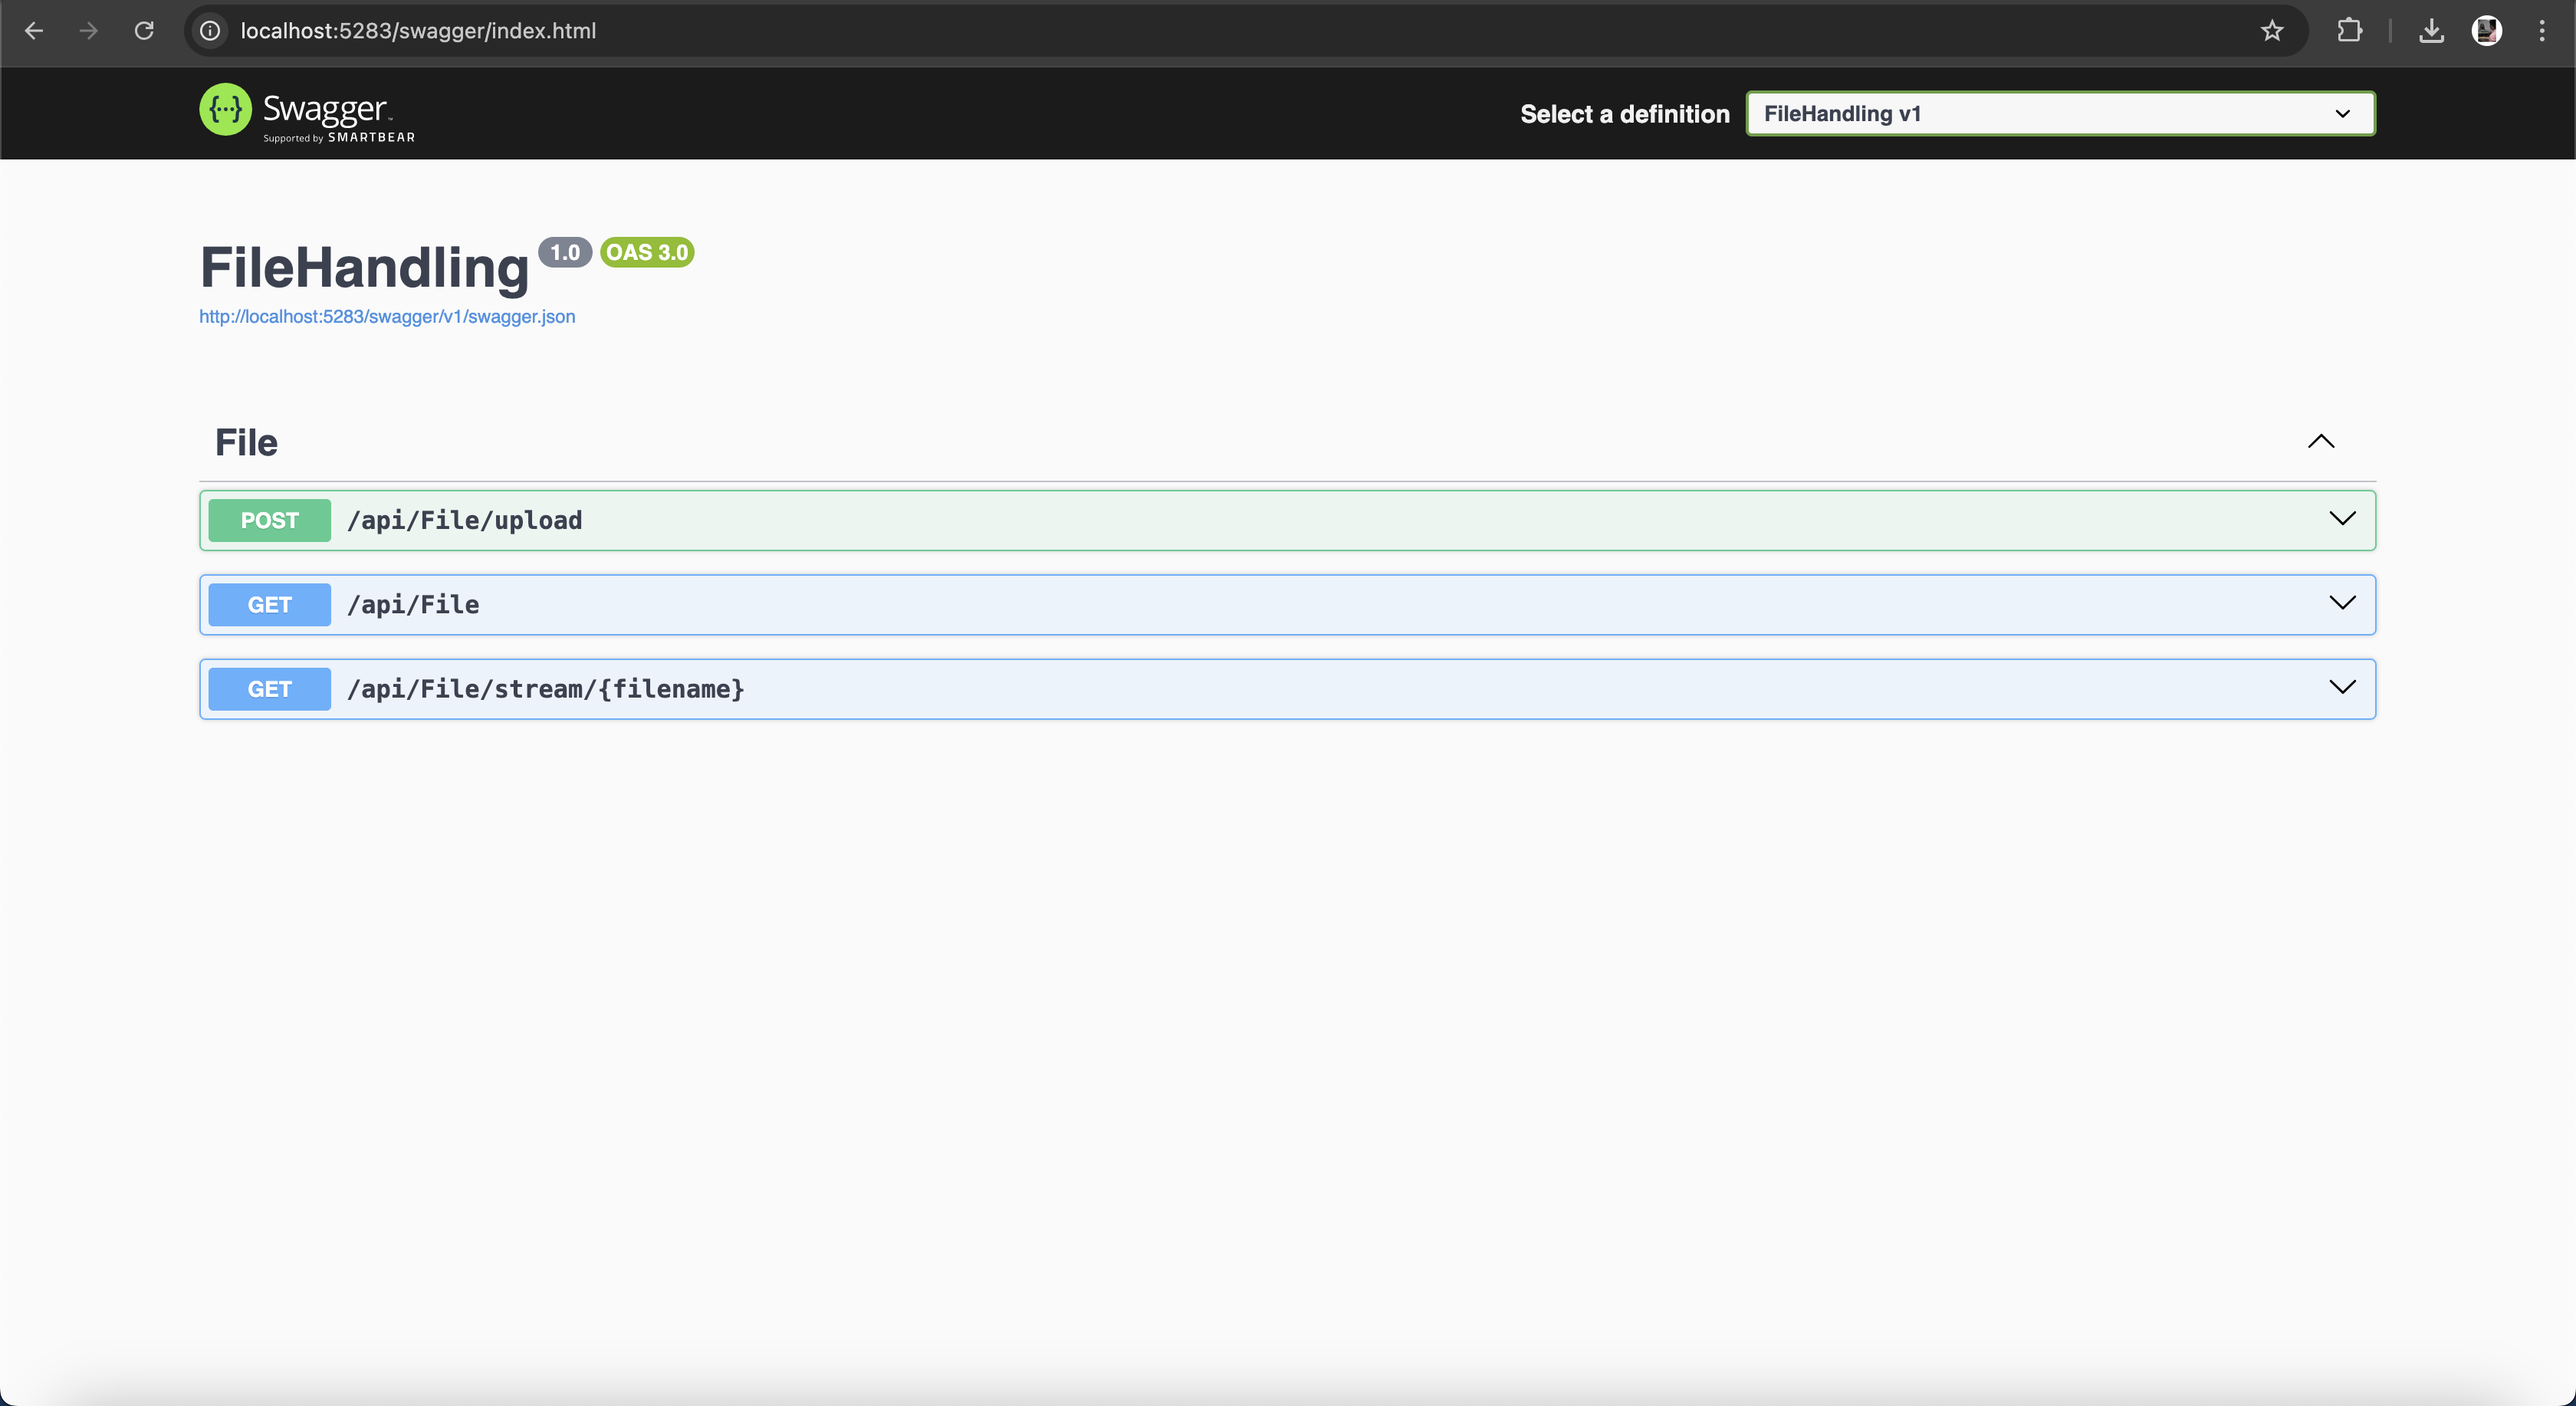 localhost:5283/swagger/index.html
{···} Swagger™
Supported by SMARTBEAR
Select a definition
FileHandling v1
FileHandling 1.0 OAS 3.0
http://localhost:5283/swagger/v1/swagger.json
File
POST /api/File/upload
GET /api/File
GET /api/File/stream/{filename}